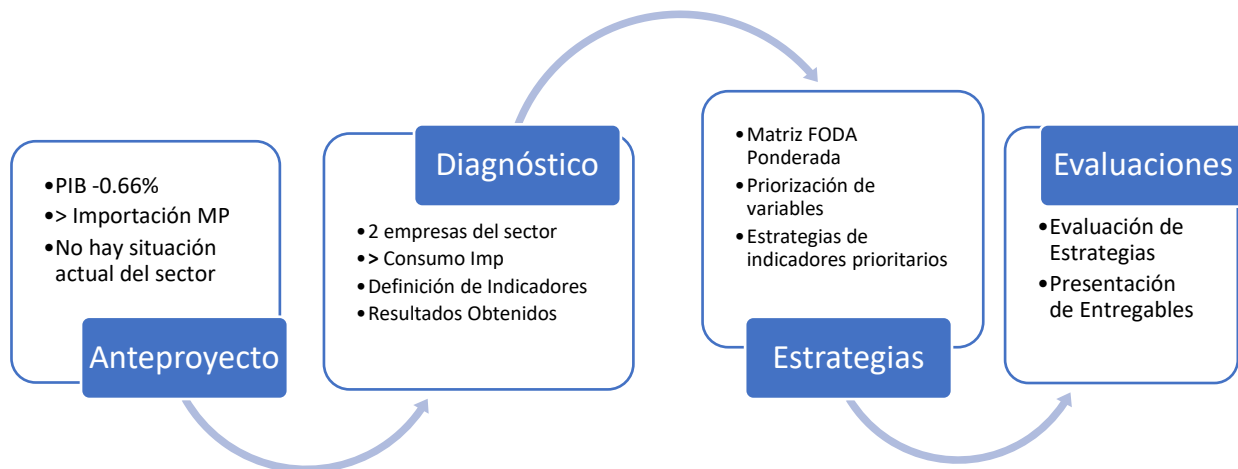 •PIB -0.66%
•> Importación MP
•No hay situación
actual del sector
Anteproyecto
Diagnóstico
•2 empresas del sector
•> Consumo Imp
•Definición de Indicadores
•Resultados Obtenidos
•Matriz FODA
Ponderada
•Priorización de
variables
•Estrategias de
indicadores prioritarios
Estrategias
Evaluaciones
•Evaluación de
Estrategias
•Presentación
de Entregables